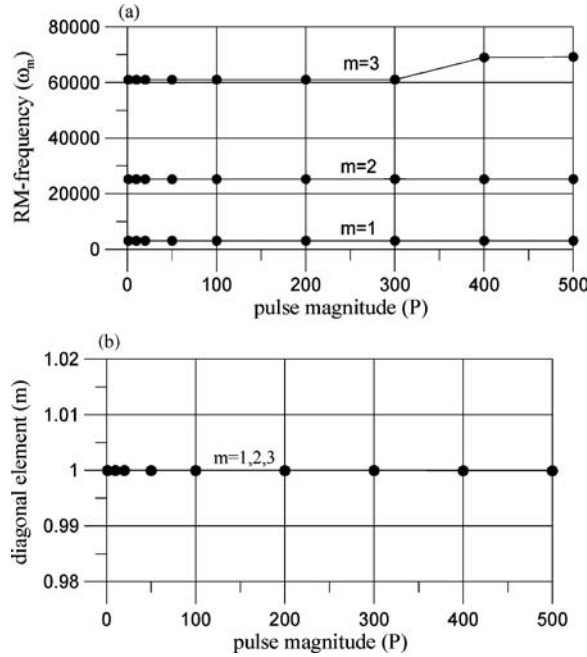 (a)
RM-frequency (ωm)
80000
60000
40000
20000
0
m=3
m=2
m=1
0 100 200 300 400 500
pulse magnitude (P)
(b)
diagonal element (m)
1.02
1.01
1
0.99
0.98
m=1,2,3
0 100 200 300 400 500
pulse magnitude (P)